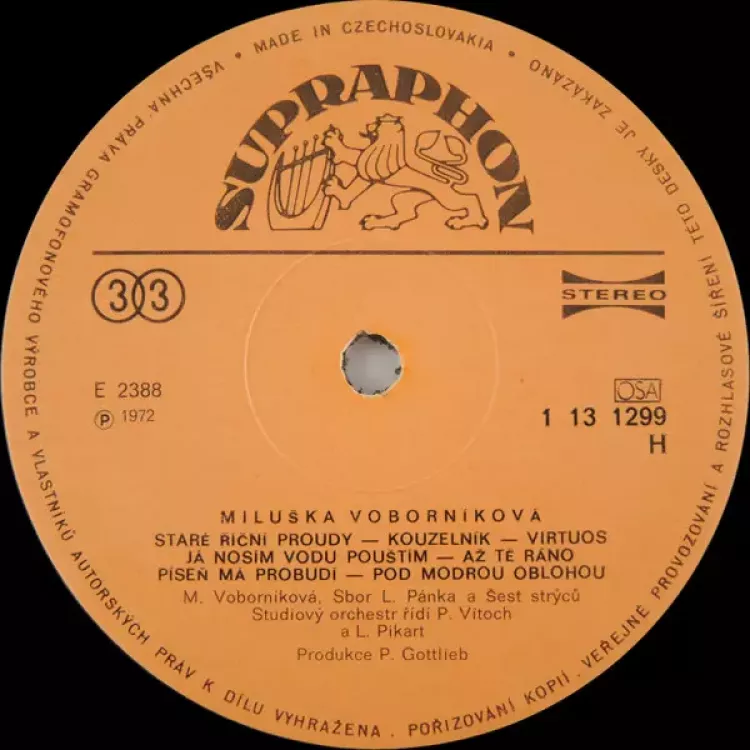 VŠECHNA PRÁVA GRAMOFONOVÉHO VÝROBCE A VLASTNÍKŮ AUTORSKÝCH PRÁV K DÍLU VYHRAŽENA. POŘIZOVÁNÍ KOPIÍ. VEŘEJNÉ PROVOZOVÁNÍ A ROZHLASOVÉ ŠÍŘENÍ TÉTO DESKY JE ZAKÁZÁNO
• MADE IN CZECHOSLOVAKIA •
SUPRAPHON
33
STEREO
E 2388
Ⓟ 1972
OSA
1 13 1299
H
MILUŠKA VOBORNÍKOVÁ
STARÉ ŘÍČNÍ PROUDY — KOUZELNÍK — VIRTUOS
JÁ NOSÍM VODU POUŠTÍM — AŽ TĚ RÁNO
PÍSEŇ MÁ PROBUDÍ — POD MODROU OBLOHOU
M. Voborníková, Sbor L. Pánka a Šest strýců
Studiový orchestr řídí P. Vitoch
a L. Pikart
Produkce P. Gottlieb